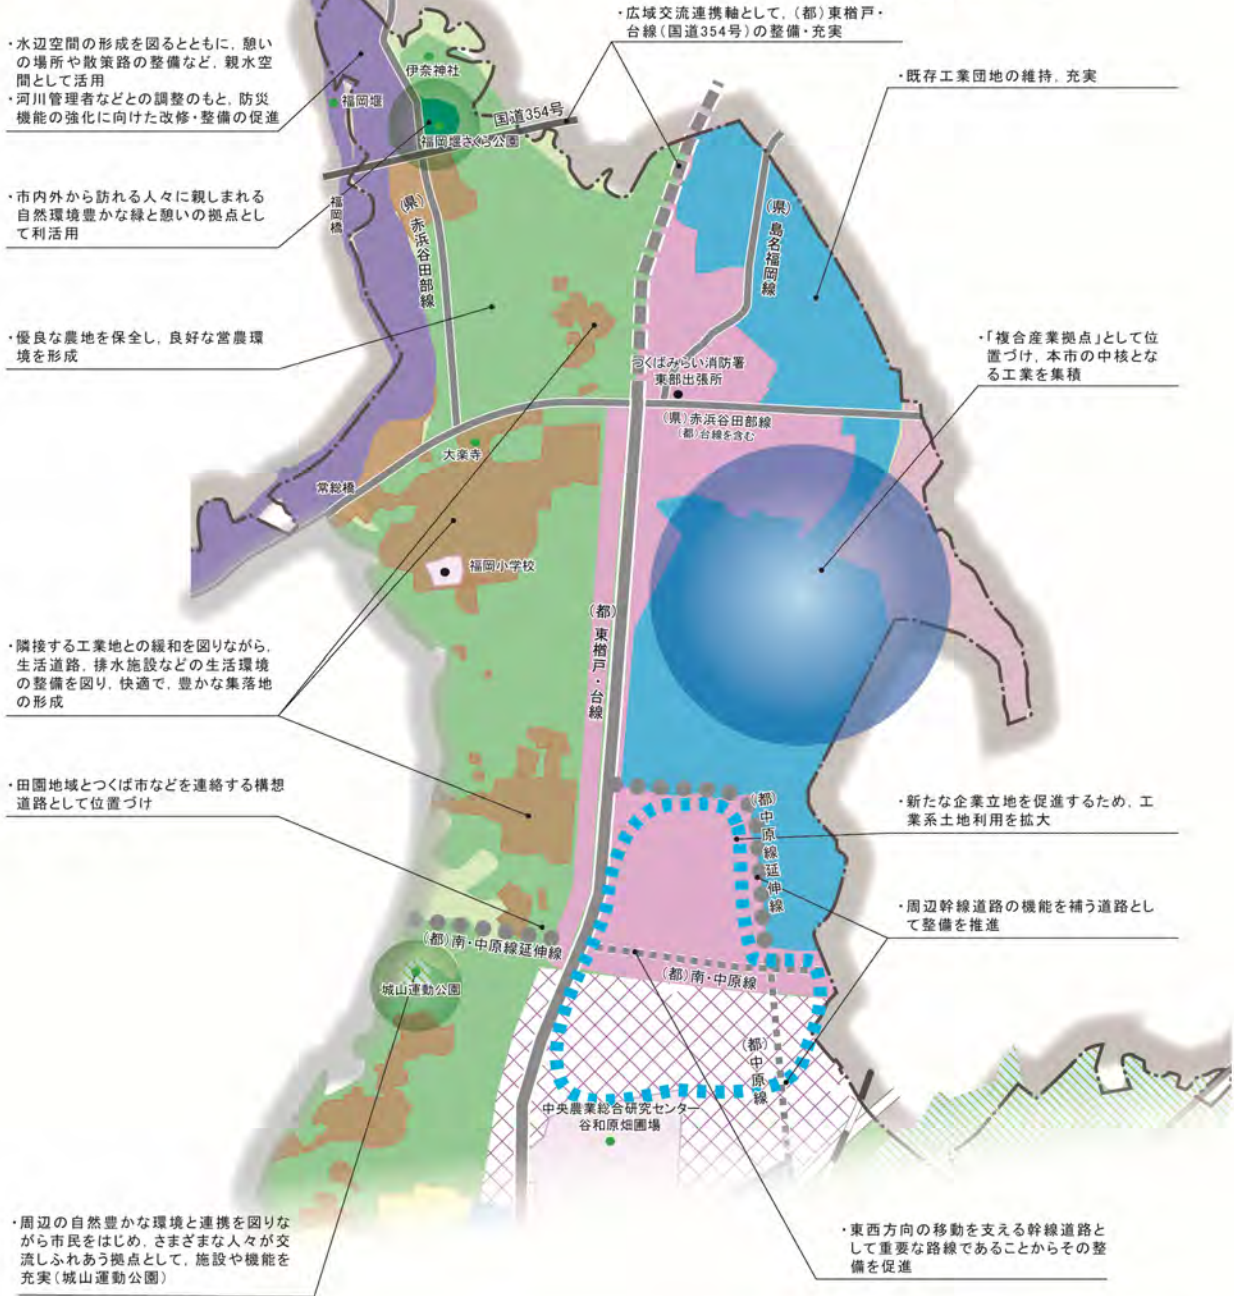 ・広域交流連携軸として，（都）東楢戸・
台線（国道354号）の整備・充実
・水辺空間の形成を図るとともに，憩い
の場所や散策路の整備など，親水空
間として活用
・河川管理者などとの調整のもと，防災
機能の強化に向けた改修・整備の促進
・既存工業団地の維持，充実
伊奈神社
福岡堰
国道354号
福岡堰さくら公園
・市内外から訪れる人々に親しまれる
自然環境豊かな緑と憩いの拠点とし
て利活用
福岡橋
（県）赤浜谷田部線
（県）島名福岡線
・優良な農地を保全し，良好な営農環
境を形成
・「複合産業拠点」として位
置づけ，本市の中核とな
る工業を集積
つくばみらい消防署
東部出張所
（県）赤浜谷田部線
（都）台線を含む
大楽寺
常総橋
福岡小学校
（都）東楢戸・台線
・隣接する工業地との緩和を図りながら，
生活道路，排水施設などの生活環境
の整備を図り，快適で，豊かな集落地
の形成
・田園地域とつくば市などを連絡する構想
道路として位置づけ
（都）中原線延伸線
・新たな企業立地を促進するため，工
業系土地利用を拡大
・周辺幹線道路の機能を補う道路とし
て整備を推進
（都）南・中原線延伸線
（都）南・中原線
城山運動公園
（都）中原線
中央農業総合研究センター
谷和原畑圃場
・周辺の自然豊かな環境と連携を図りな
がら市民をはじめ，さまざまな人々が交
流しふれあう拠点として，施設や機能を
充実（城山運動公園）
・東西方向の移動を支える幹線道路と
して重要な路線であることからその整
備を促進